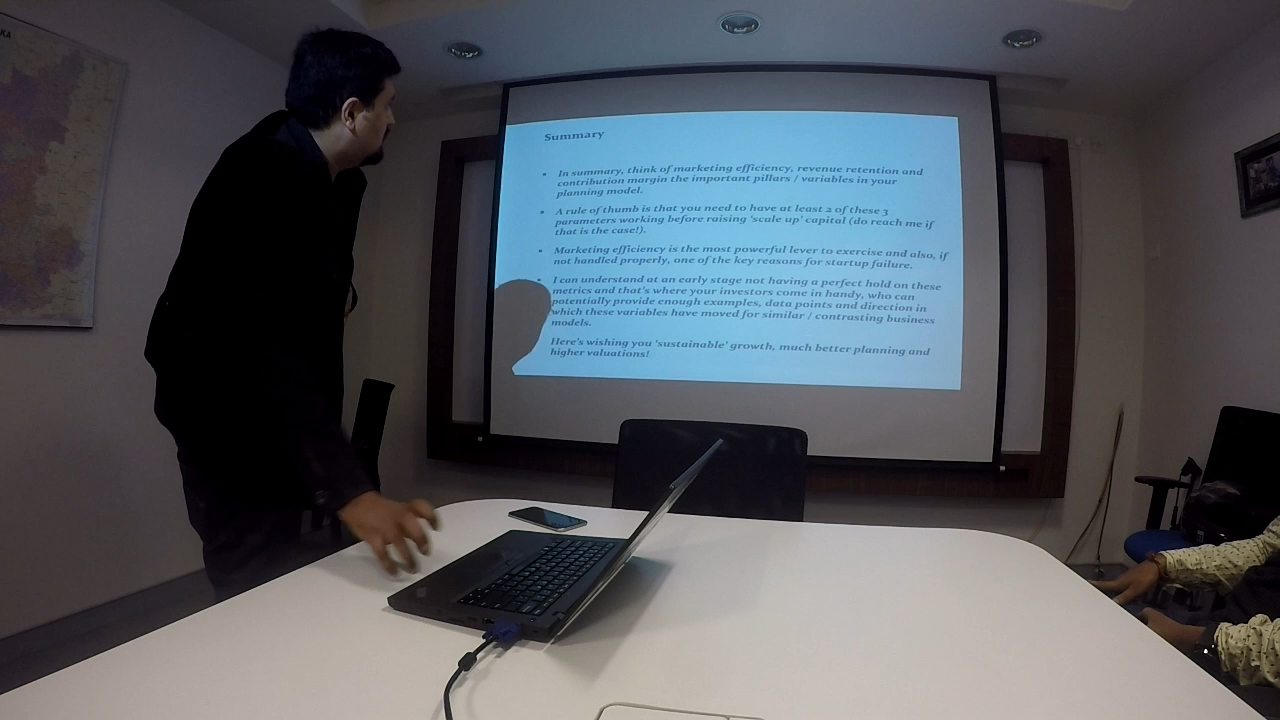 KA
Summary
In summary, think of marketing efficiency, revenue retention and
contribution margin the important pillars / variables in your
planning model.
A rule of thumb is that you need to have at least 2 of these 3
parameters working before raising 'scale up' capital (do reach me if
that is the case!).
Marketing efficiency is the most powerful lever to exercise and also, if
not handled properly, one of the key reasons for startup failure.
I can understand at an early stage not having a perfect hold on these
metrics and that's where your investors come in handy, who can
potentially provide enough examples, data points and direction in
which these variables have moved for similar / contrasting business
models.
Here's wishing you 'sustainable' growth, much better planning and
higher valuations!